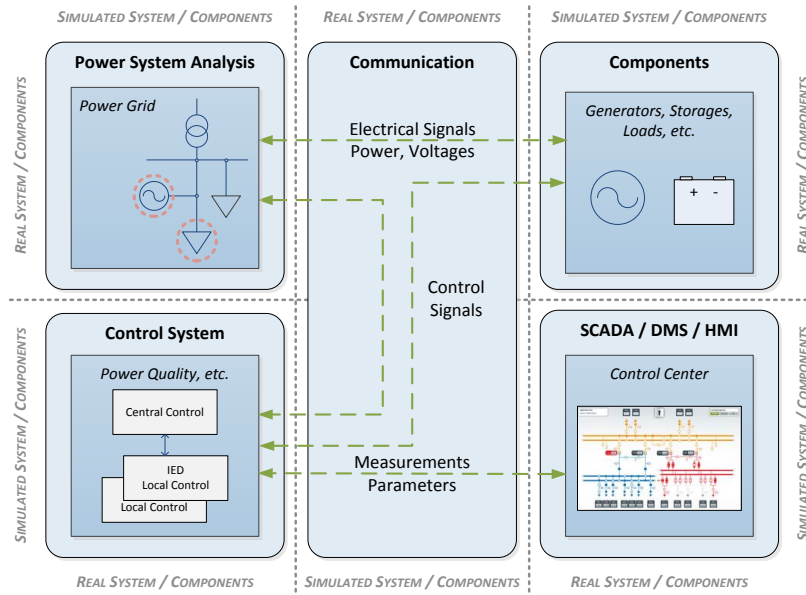 SIMULATED SYSTEM / COMPONENTS
REAL SYSTEM / COMPONENTS
SIMULATED SYSTEM / COMPONENTS
REAL SYSTEM / COMPONENTS
Power System Analysis
Power Grid
Communication
Electrical Signals
Power, Voltages
Control
Signals
Measurements
Parameters
Components
Generators, Storages,
Loads, etc.
+ -
REAL SYSTEM / COMPONENTS
SIMULATED SYSTEM / COMPONENTS
Control System
Power Quality, etc.
Central Control
IED
Local Control
Local Control
SCADA / DMS / HMI
Control Center
SIMULATED SYSTEM / COMPONENTS
REAL SYSTEM / COMPONENTS
SIMULATED SYSTEM / COMPONENTS
REAL SYSTEM / COMPONENTS